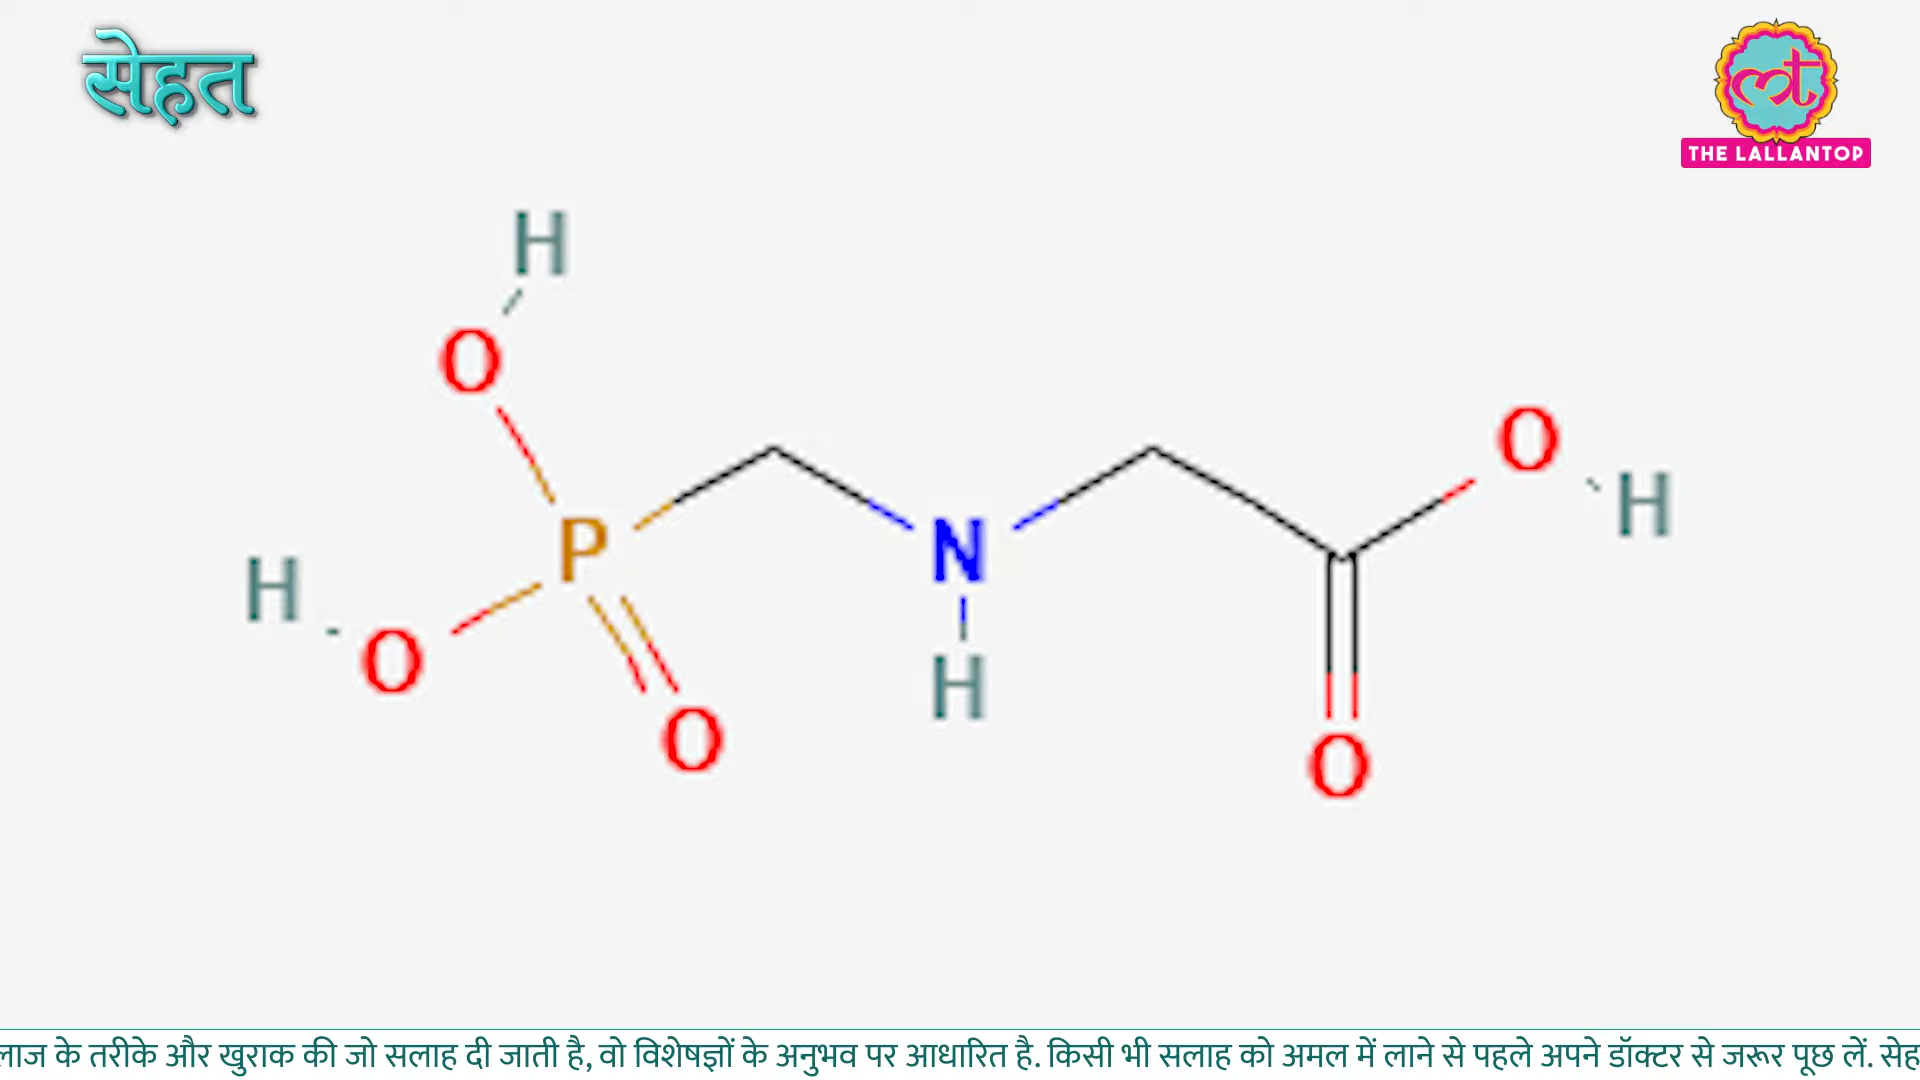 सेहत
THE LALLANTOP
H
O
O
H
P
N
H
O
H
O
O
H
लाज के तरीके और खुराक की जो सलाह दी जाती है, वो विशेषज्ञों के अनुभव पर आधारित है. किसी भी सलाह को अमल में लाने से पहले अपने डॉक्टर से जरूर पूछ लें. सेह